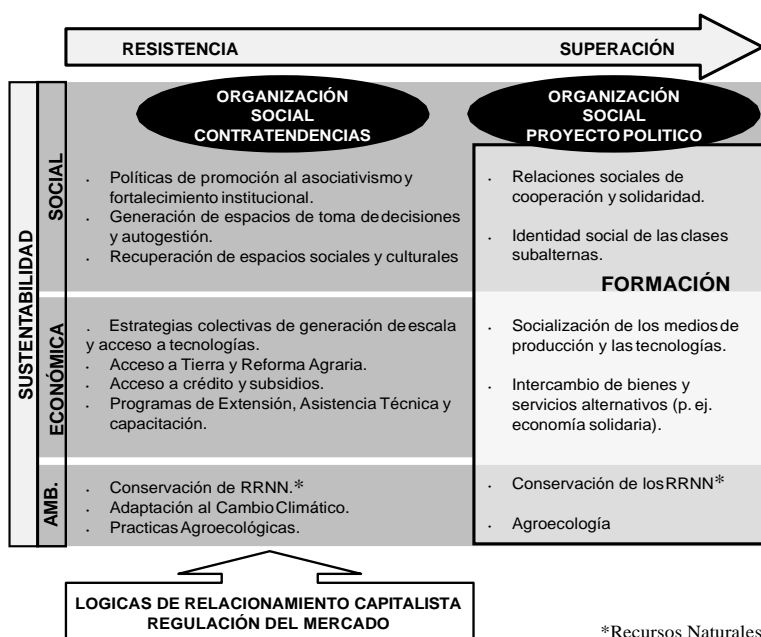 RESISTENCIA
SUPERACIÓN
ORGANIZACIÓN
SOCIAL
CONTRATENDENCIAS
ORGANIZACIÓN
SOCIAL
PROYECTO POLITICO
SUSTENTABILIDAD
SOCIAL
. Políticas de promoción al asociativismo y
fortalecimiento institucional.
. Generación de espacios de toma de decisiones
y autogestión.
. Recuperación de espacios sociales y culturales
. Relaciones sociales de
cooperación y solidaridad.
. Identidad social de las clases
subalternas.
FORMACIÓN
ECONÓMICA
. Estrategias colectivas de generación de escala
y acceso a tecnologías.
. Acceso a Tierra y Reforma Agraria.
. Acceso a crédito y subsidios.
. Programas de Extensión, Asistencia Técnica y
capacitación.
. Socialización de los medios de
producción y las tecnologías.
. Intercambio de bienes y
servicios alternativos (p. ej.
economía solidaria).
AMB.
. Conservación de RRNN.*
. Adaptación al Cambio Climático.
. Practicas Agroecológicas.
. Conservación de los RRNN*
. Agroecología
LOGICAS DE RELACIONAMIENTO CAPITALISTA
REGULACIÓN DEL MERCADO
*Recursos Naturales